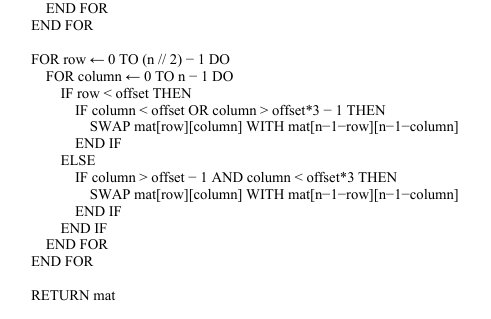 END FOR
END FOR
FOR row ← 0 TO (n // 2) − 1 DO
FOR column ← 0 TO n − 1 DO
IF row < offset THEN
IF column < offset OR column > offset*3 − 1 THEN
SWAP mat[row][column] WITH mat[n−1−row][n−1−column]
END IF
ELSE
IF column > offset − 1 AND column < offset*3 THEN
SWAP mat[row][column] WITH mat[n−1−row][n−1−column]
END IF
END IF
END FOR
END FOR
RETURN mat